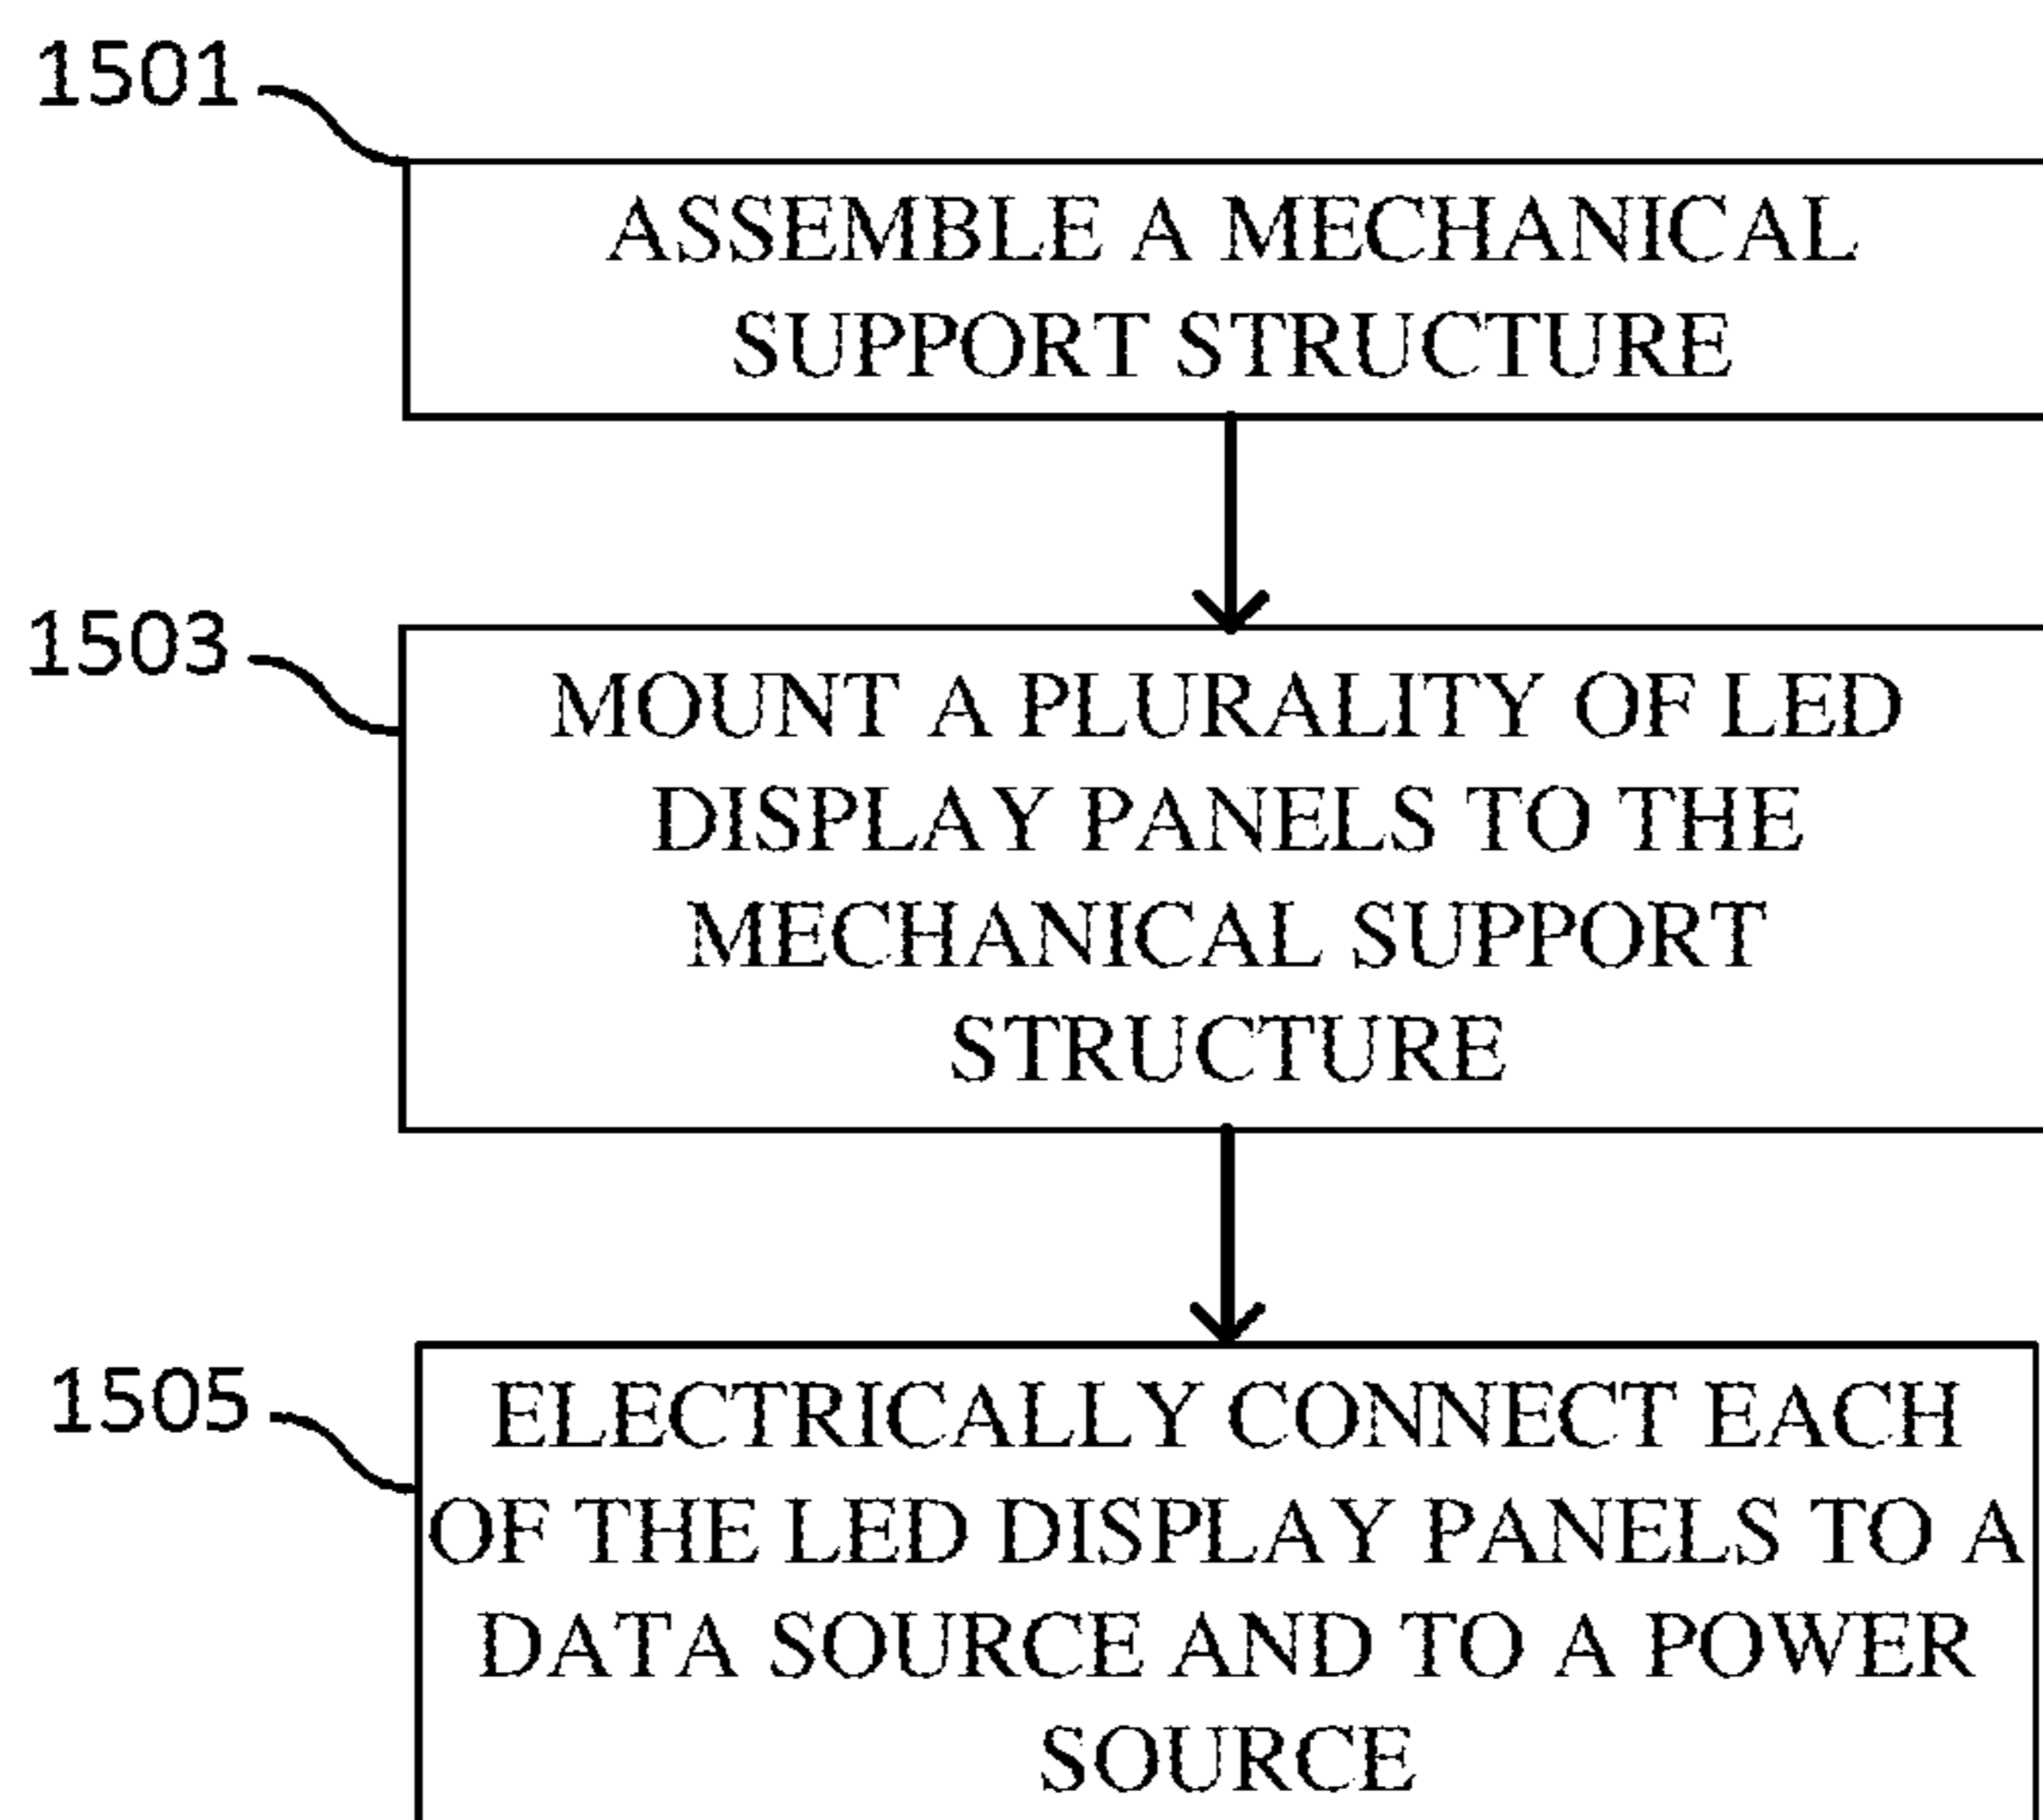 1501
ASSEMBLE A MECHANICAL
SUPPORT STRUCTURE
1503
MOUNT A PLURALITY OF LED
DISPLAY PANELS TO THE
MECHANICAL SUPPORT
STRUCTURE
1505
ELECTRICALLY CONNECT EACH
OF THE LED DISPLAY PANELS TO A
DATA SOURCE AND TO A POWER
SOURCE